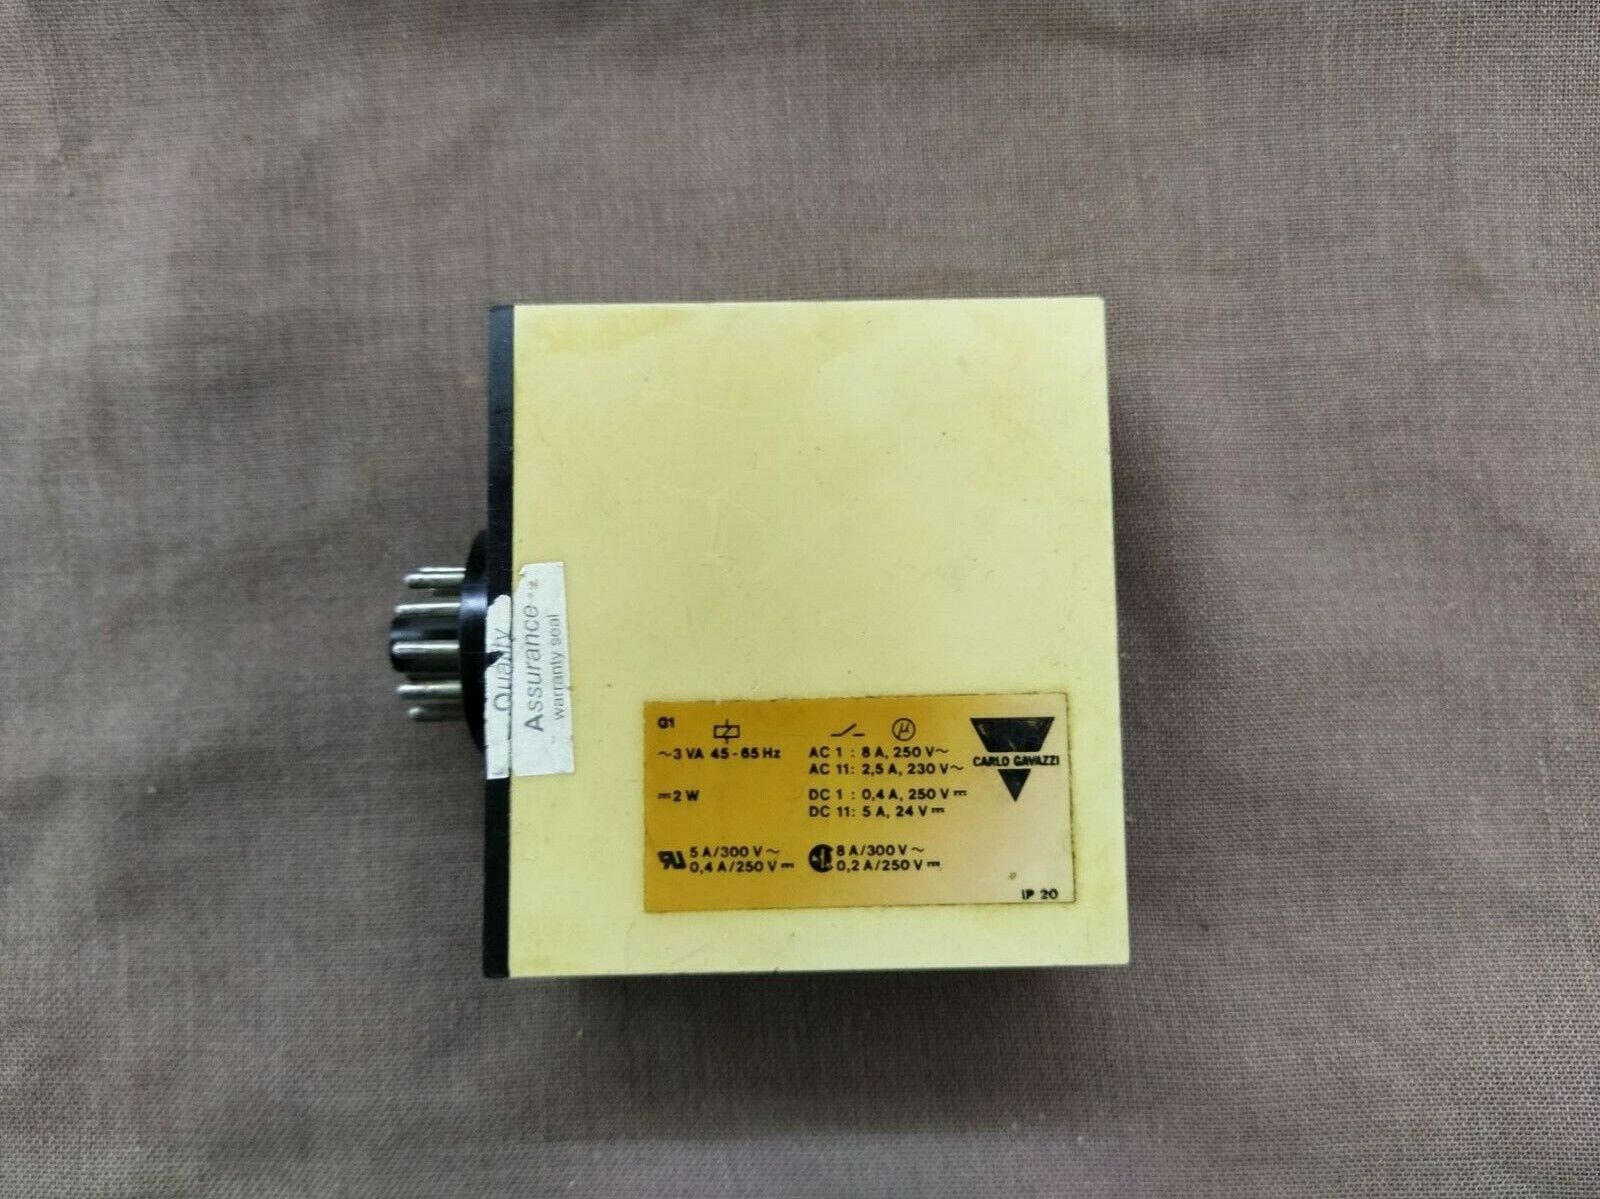 Quality
Assurance
warranty seal
G1
~3 VA 45-65 Hz
⎓2 W
AC 1 : 8 A, 250 V~
AC 11: 2,5 A, 230 V~
DC 1 : 0,4 A, 250 V⎓
DC 11: 5 A, 24 V⎓
μ
CARLO GAVAZZI
5 A/300 V~
0,4 A/250 V⎓
8 A/300 V~
0,2 A/250 V⎓
IP 20